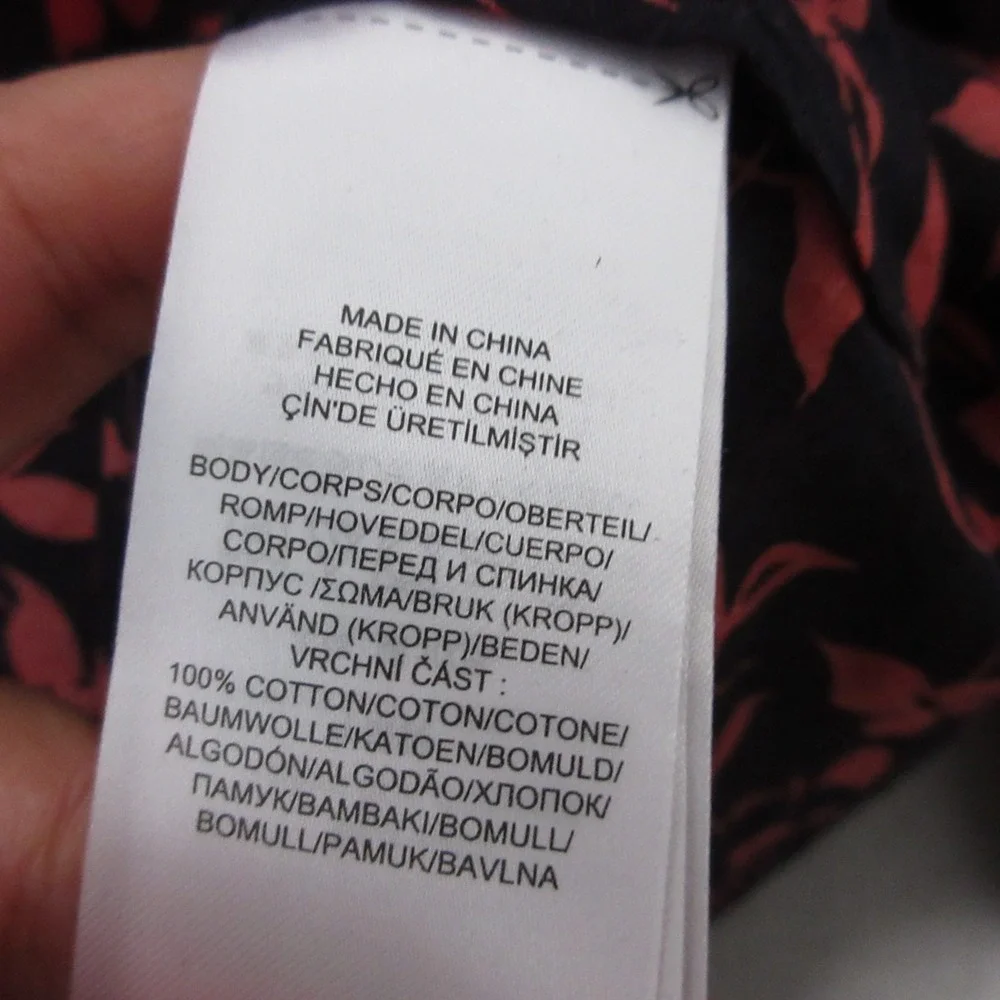 MADE IN CHINA
FABRIQUÉ EN CHINE
HECHO EN CHINA
ÇİN'DE ÜRETİLMİŞTİR
BODY/CORPS/CORPO/OBERTEIL/
ROMP/HOVEDDEL/CUERPO/
CORPO/ПЕРЕД И СПИНКА/
КОРПУС /ΣΩΜΑ/BRUK (KROPP)/
ANVÄND (KROPP)/BEDEN/
VRCHNÍ ČÁST :
100% COTTON/COTON/COTONE/
BAUMWOLLE/KATOEN/BOMULD/
ALGODÓN/ALGODÃO/ХЛОПОК/
ПАМУК/BAMBAKI/BOMULL/
BOMULL/PAMUK/BAVLNA